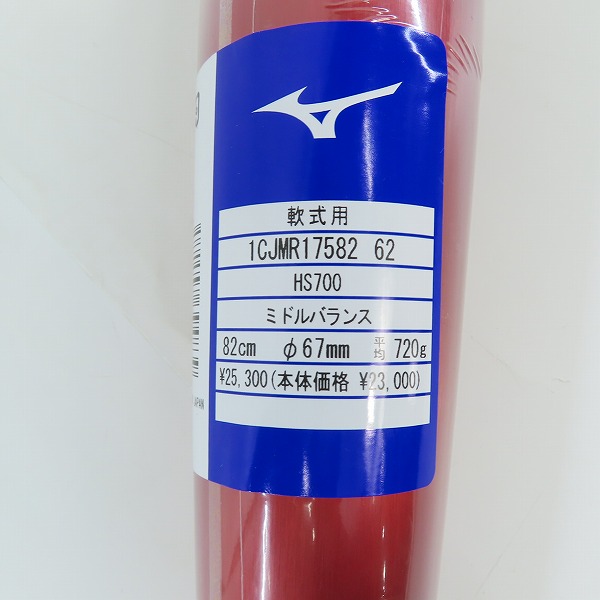 軟式用
1CJMR17582 62
HS700
ミドルバランス
82cm φ67mm 平均 720g
¥25,300(本体価格 ¥23,000)
JAPAN